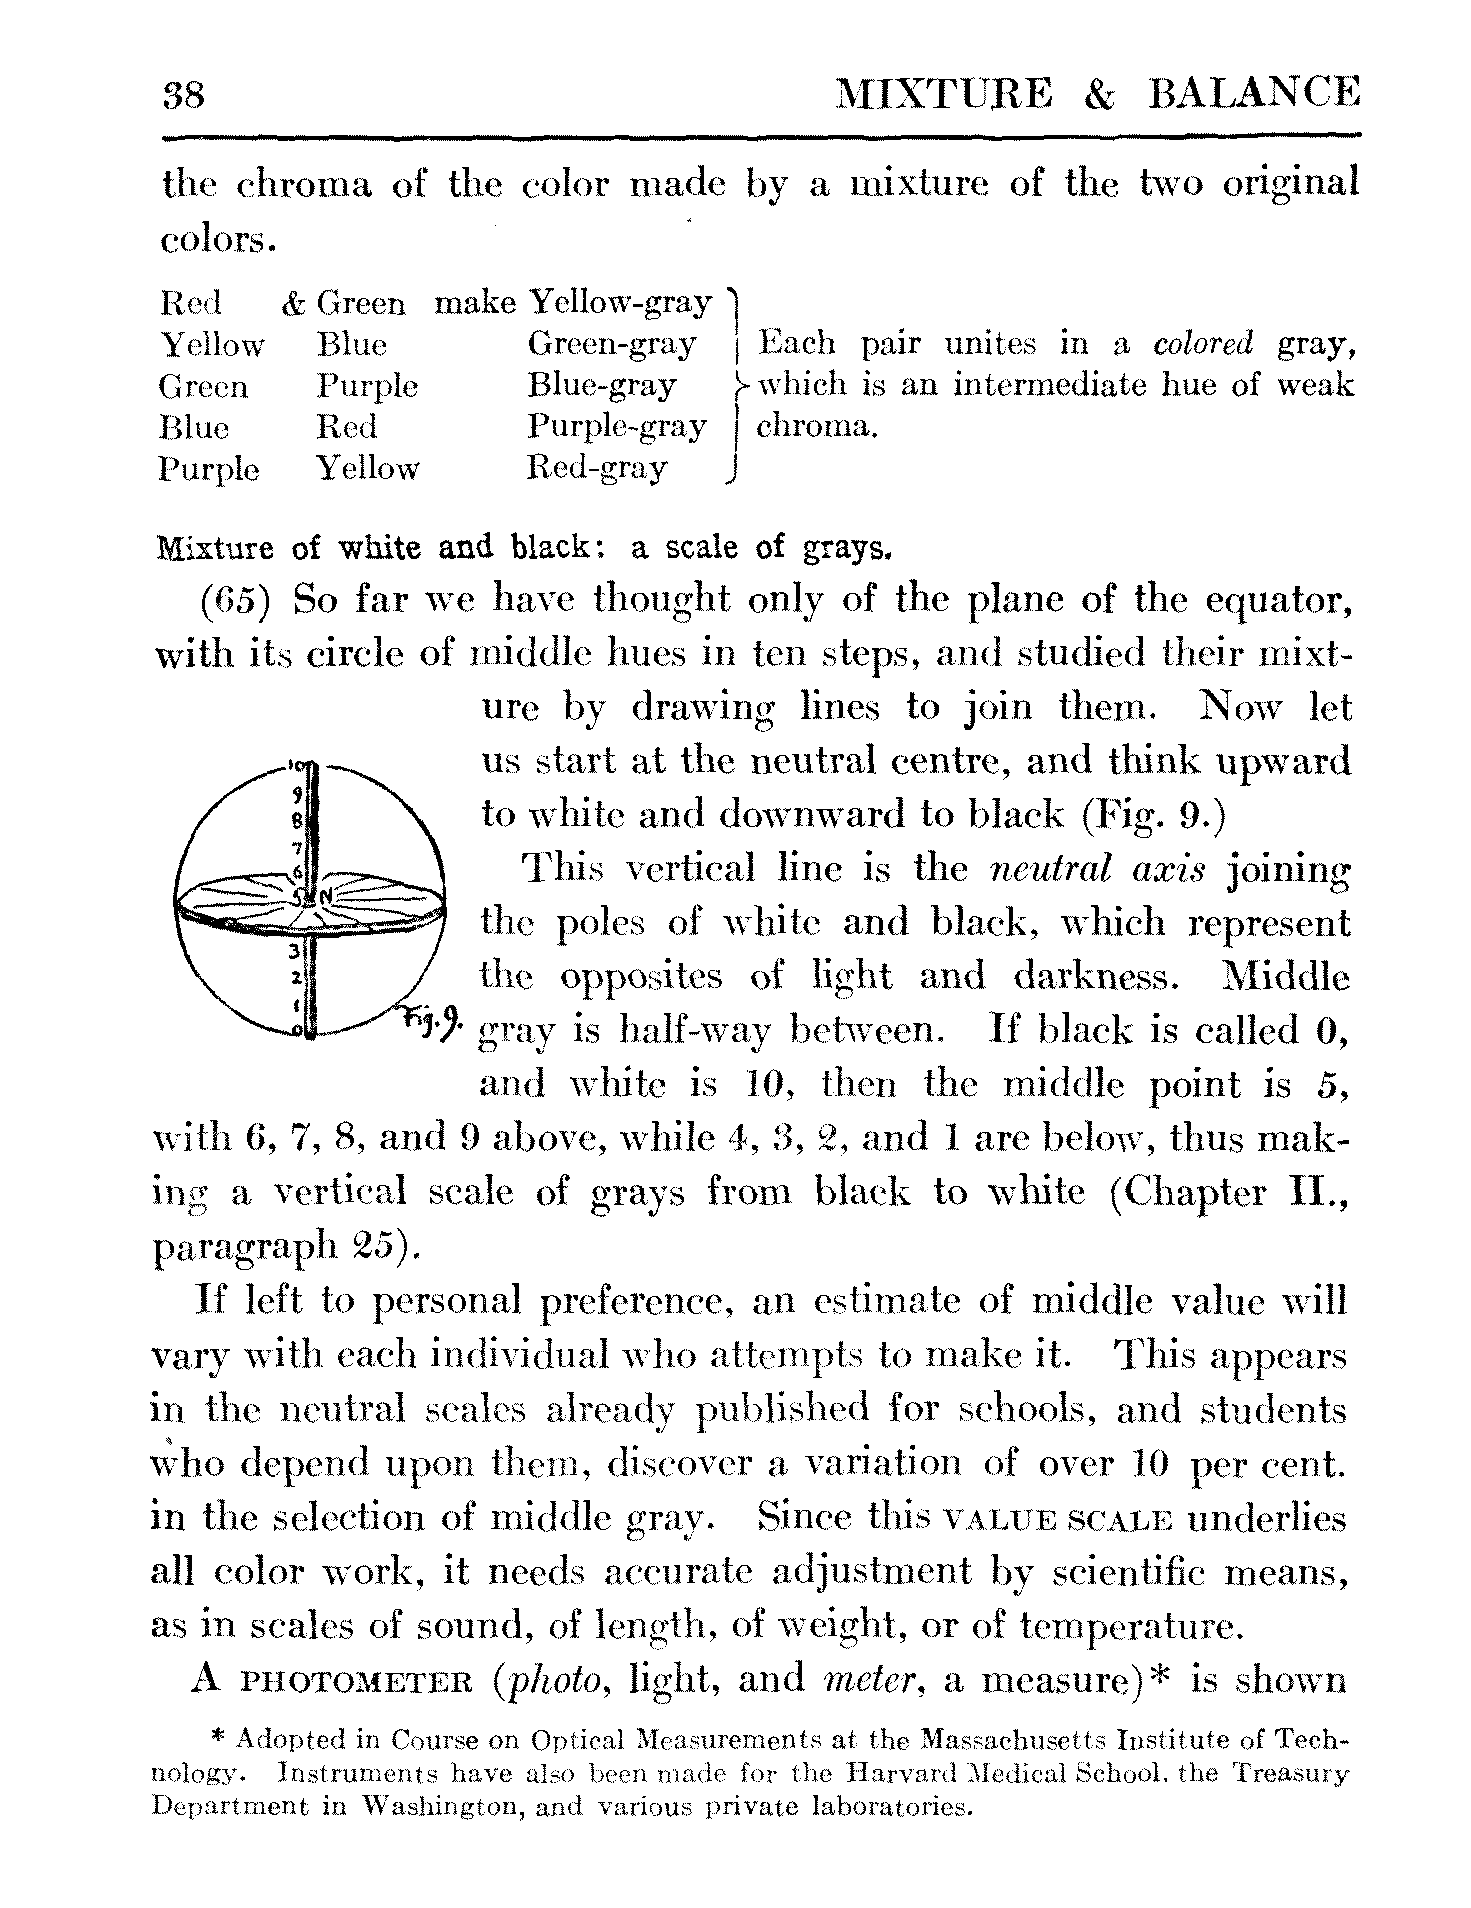 38 MIXTURE & BALANCE
the chroma of the color made by a mixture of the two original
colors.
Red & Green make Yellow-gray
Yellow Blue Green-gray
Green Purple Blue-gray
Blue Red Purple-gray
Purple Yellow Red-gray
Each pair unites in a colored gray,
which is an intermediate hue of weak
chroma.
Mixture of white and black: a scale of grays.
(65) So far we have thought only of the plane of the equator,
with its circle of middle hues in ten steps, and studied their mixt-
ure by drawing lines to join them. Now let
us start at the neutral centre, and think upward
to white and downward to black (Fig. 9.)
This vertical line is the neutral axis joining
the poles of white and black, which represent
the opposites of light and darkness. Middle
gray is half-way between. If black is called 0,
and white is 10, then the middle point is 5,
10
9
8
7
6
5 N
3
2
1
0
Fig. 9.
with 6, 7, 8, and 9 above, while 4, 3, 2, and 1 are below, thus mak-
ing a vertical scale of grays from black to white (Chapter II.,
paragraph 25).
If left to personal preference, an estimate of middle value will
vary with each individual who attempts to make it. This appears
in the neutral scales already published for schools, and students
who depend upon them, discover a variation of over 10 per cent.
in the selection of middle gray. Since this VALUE SCALE underlies
all color work, it needs accurate adjustment by scientific means,
as in scales of sound, of length, of weight, or of temperature.
A PHOTOMETER (photo, light, and meter, a measure)* is shown
* Adopted in Course on Optical Measurements at the Massachusetts Institute of Tech-
nology. Instruments have also been made for the Harvard Medical School, the Treasury
Department in Washington, and various private laboratories.